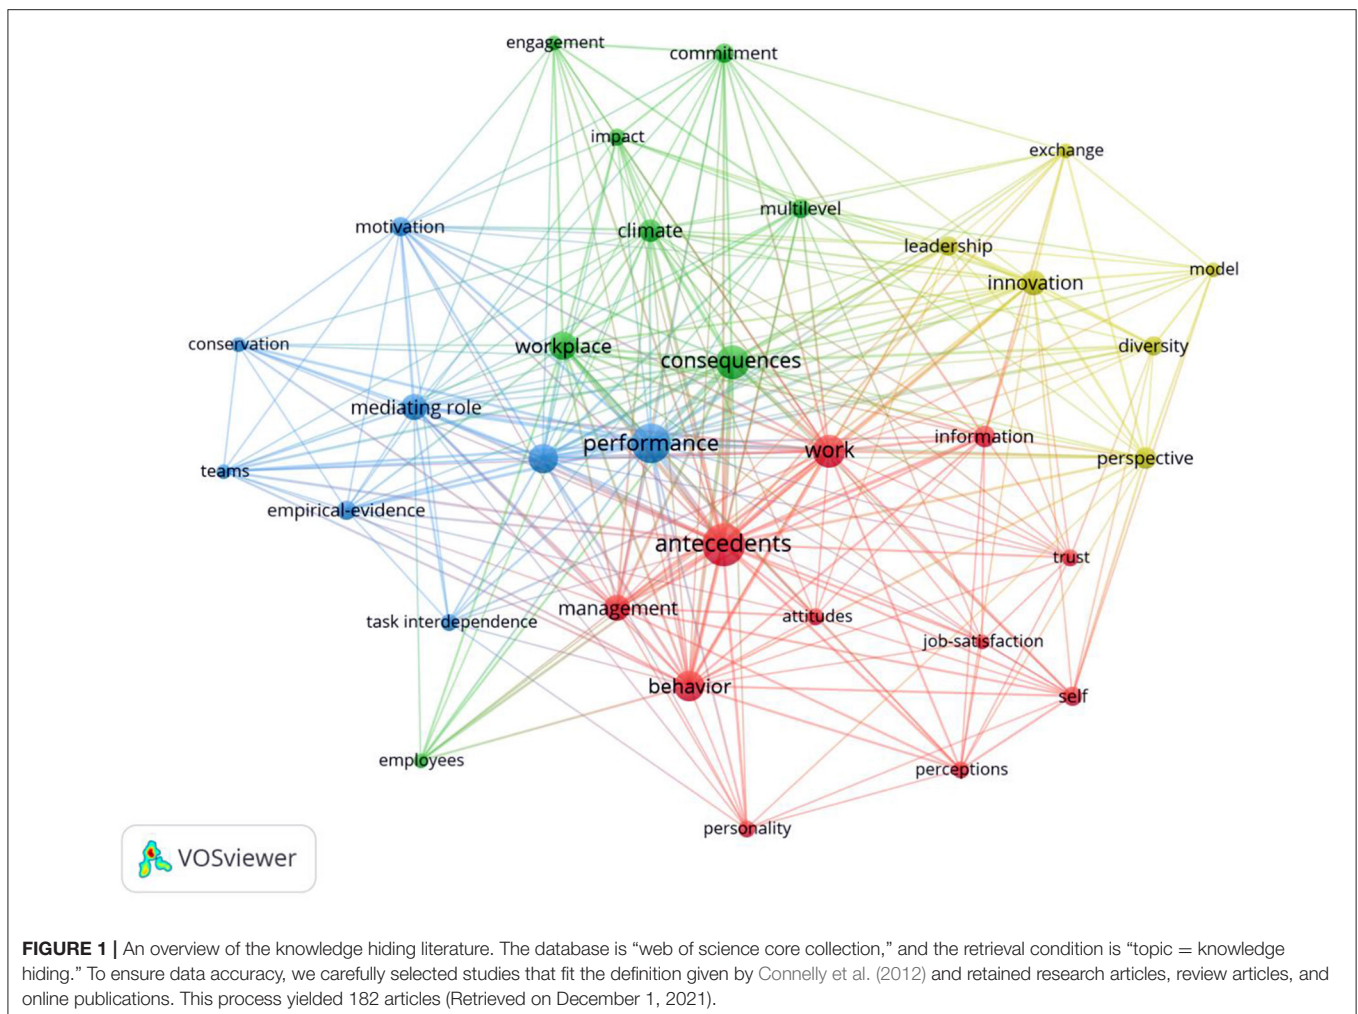 engagement
commitment
impact
exchange
multilevel
motivation
climate
leadership
model
innovation
conservation
workplace
diversity
consequences
mediating role
information
performance
work
perspective
teams
empirical-evidence
antecedents
trust
management
attitudes
task interdependence
job-satisfaction
behavior
self
employees
perceptions
personality
VOSviewer
FIGURE 1 | An overview of the knowledge hiding literature. The database is “web of science core collection,” and the retrieval condition is “topic = knowledge
hiding.” To ensure data accuracy, we carefully selected studies that fit the definition given by Connelly et al. (2012) and retained research articles, review articles, and
online publications. This process yielded 182 articles (Retrieved on December 1, 2021).